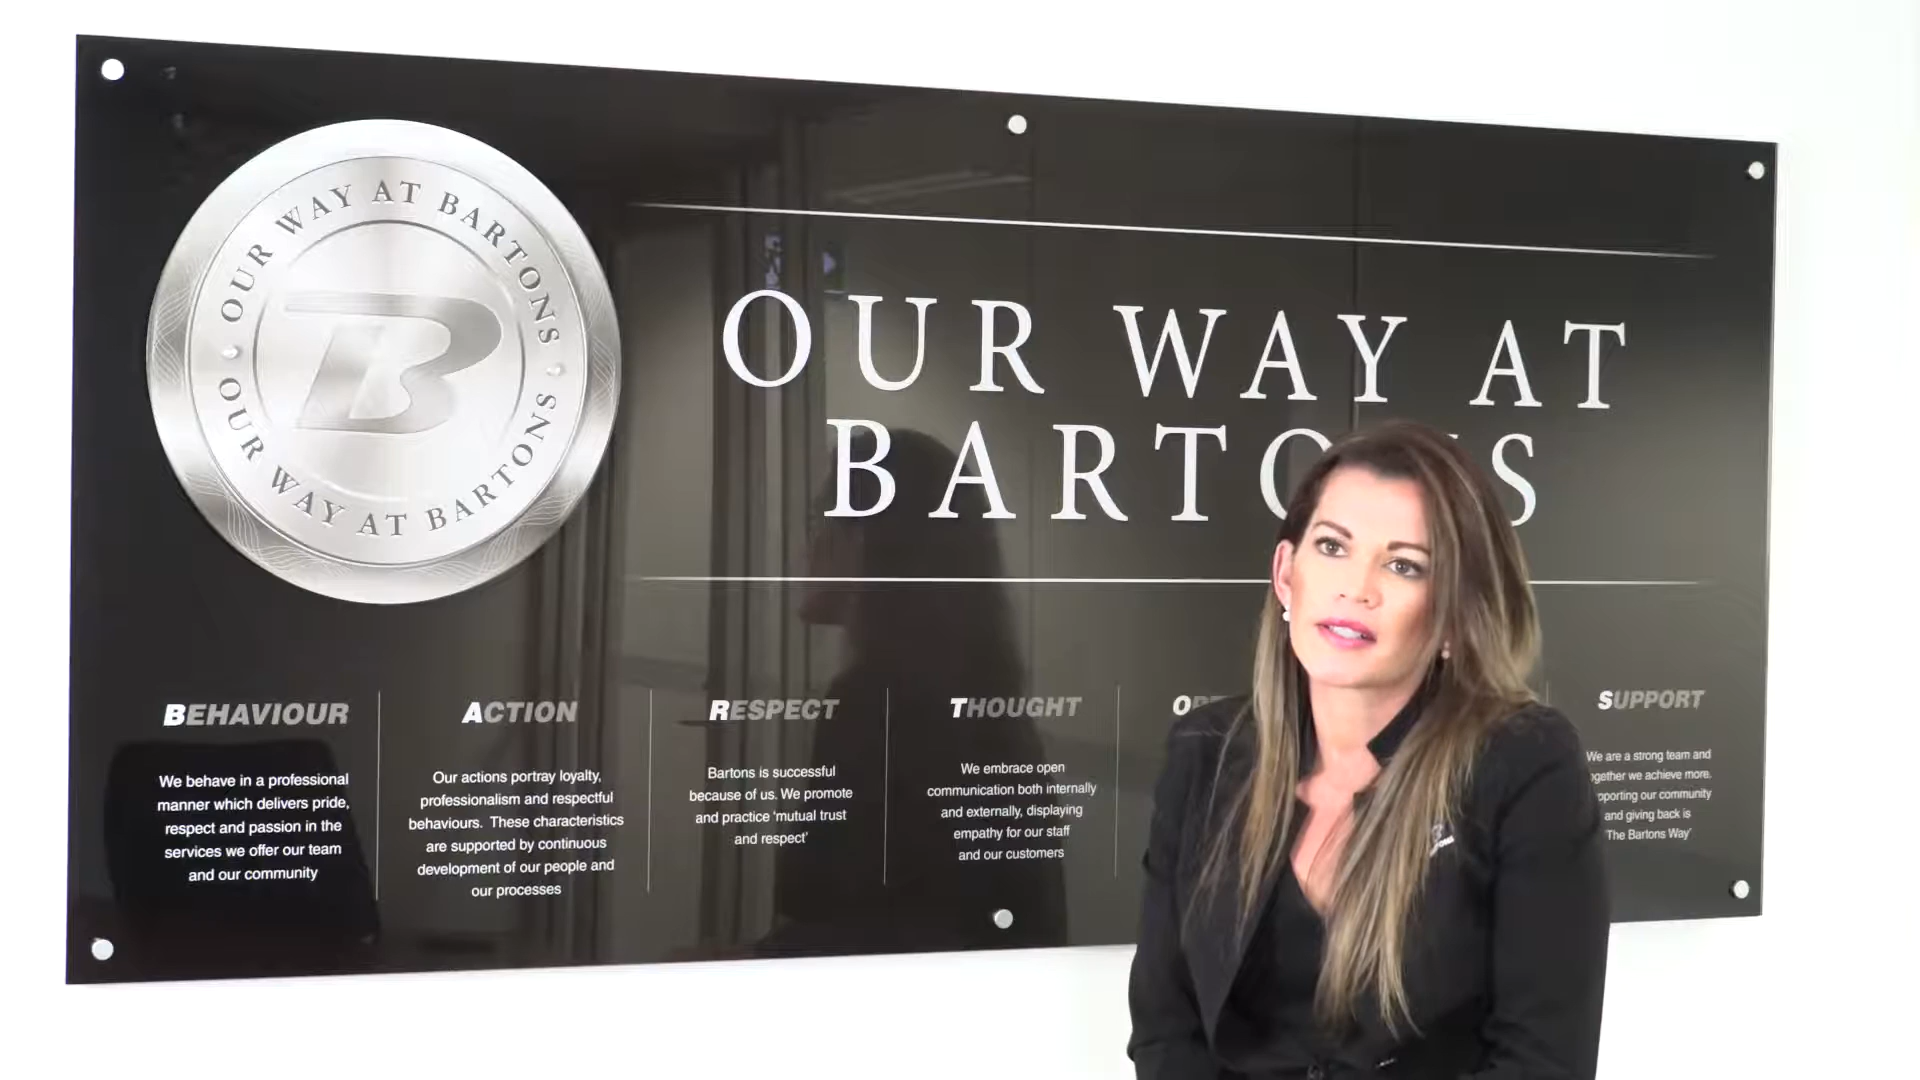 OUR WAY AT BARTONS
B
OUR WAY AT BARTONS
OUR WAY AT
BARTONS
BEHAVIOUR
We behave in a professional
manner which delivers pride,
respect and passion in the
services we offer our team
and our community
ACTION
Our actions portray loyalty,
professionalism and respectful
behaviours. These characteristics
are supported by continuous
development of our people and
our processes
RESPECT
Bartons is successful
because of us. We promote
and practice ‘mutual trust
and respect’
THOUGHT
We embrace open
communication both internally
and externally, displaying
empathy for our staff
and our customers
SUPPORT
We are a strong team and
together we achieve more.
supporting our community
and giving back is
‘The Bartons Way’